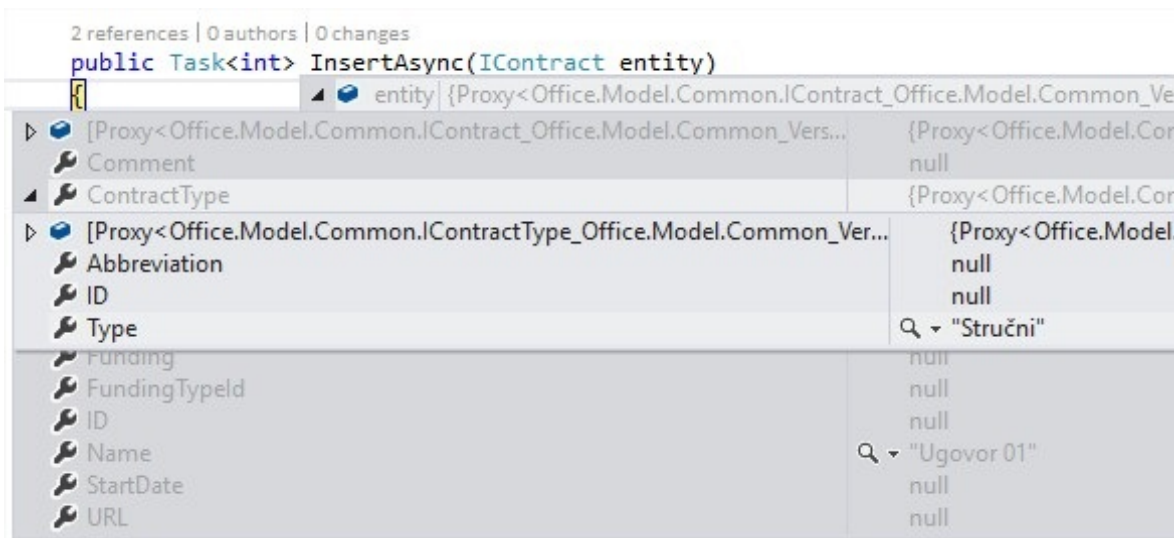 2 references | 0 authors | 0 changes
public Task<int> InsertAsync(IContract entity)
{
entity {Proxy<Office.Model.Common.IContract_Office.Model.Common_Ve
[Proxy<Office.Model.Common.IContract_Office.Model.Common_Vers... {Proxy<Office.Model.Cor
Comment null
ContractType {Proxy<Office.Model.Cor
[Proxy<Office.Model.Common.IContractType_Office.Model.Common_Ver... {Proxy<Office.Model.
Abbreviation null
ID null
Type "Stručni"
Funding null
FundingTypeId null
ID null
Name "Ugovor 01"
StartDate null
URL null